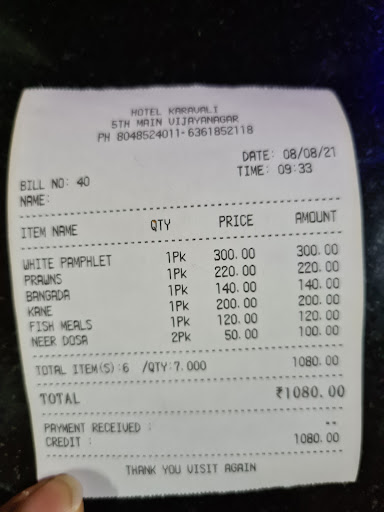 HOTEL KARAVALI
5TH MAIN VIJAYANAGAR
PH 8048524011-6361852118
DATE: 08/08/21
TIME: 09:33
BILL NO: 40
NAME:
ITEM NAME QTY PRICE AMOUNT
WHITE PAMPHLET 1Pk 300.00 300.00
PRAWNS 1Pk 220.00 220.00
BANGADA 1Pk 140.00 140.00
KANE 1Pk 200.00 200.00
FISH MEALS 1Pk 120.00 120.00
NEER DOSA 2Pk 50.00 100.00
TOTAL ITEM(S):6 /QTY:7.000 1080.00
TOTAL ₹1080.00
PAYMENT RECEIVED : --
CREDIT : 1080.00
THANK YOU VISIT AGAIN